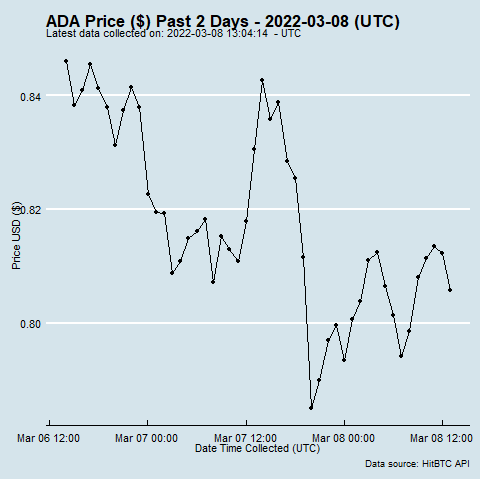 ADA Price ($) Past 2 Days - 2022-03-08 (UTC)
Latest data collected on: 2022-03-08 13:04:14 - UTC
Price USD ($)
0.84
0.82
0.80
Mar 06 12:00 Mar 07 00:00 Mar 07 12:00 Mar 08 00:00 Mar 08 12:00
Date Time Collected (UTC)
Data source: HitBTC API